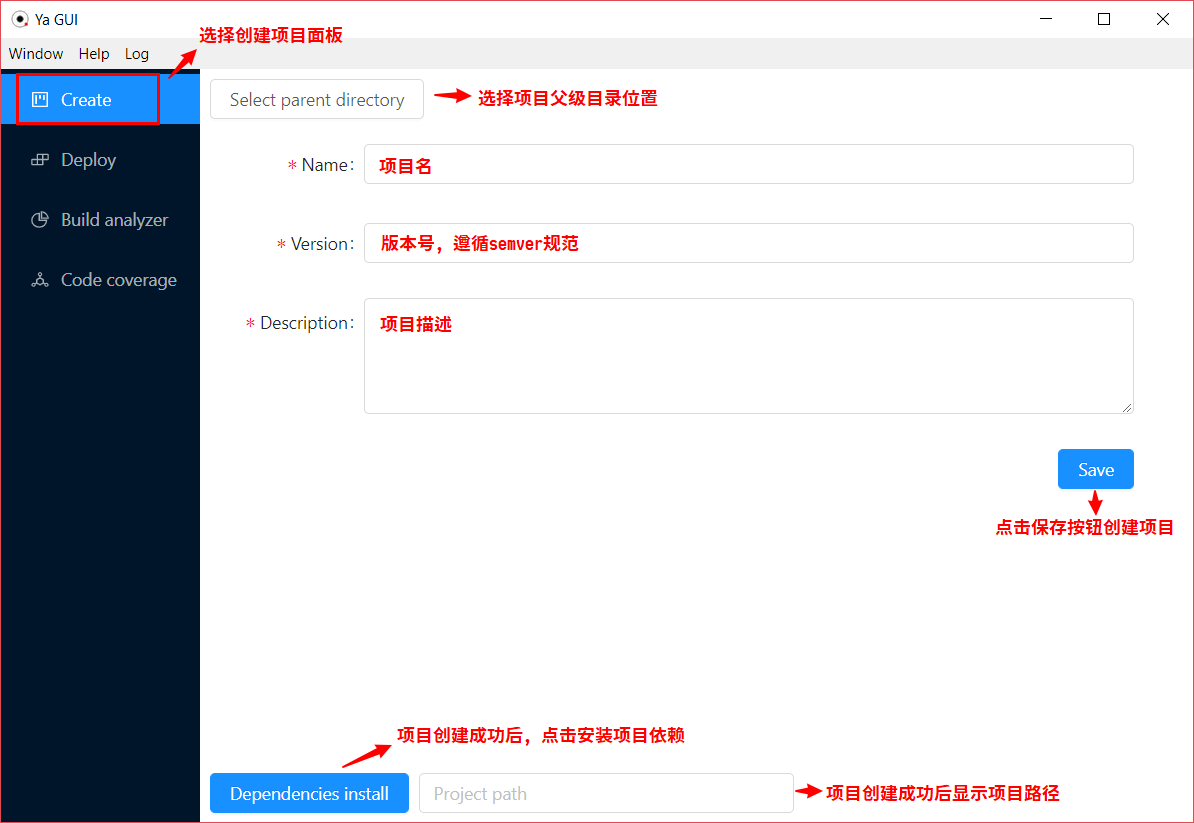 Ya GUI
选择创建项目面板
Window Help Log
Create
Select parent directory
选择项目父级目录位置
Deploy
* Name:
项目名
Build analyzer
* Version:
版本号，遵循semver规范
Code coverage
* Description:
项目描述
Save
点击保存按钮创建项目
项目创建成功后，点击安装项目依赖
Dependencies install
Project path
项目创建成功后显示项目路径